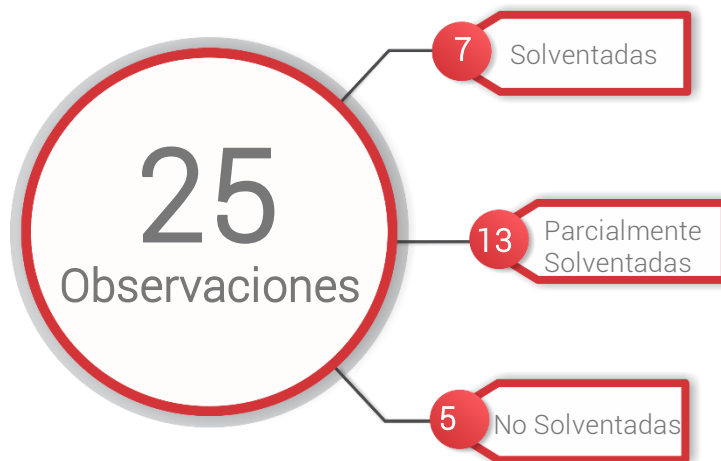 25
Observaciones
7
Solventadas
13
Parcialmente
Solventadas
5
No Solventadas